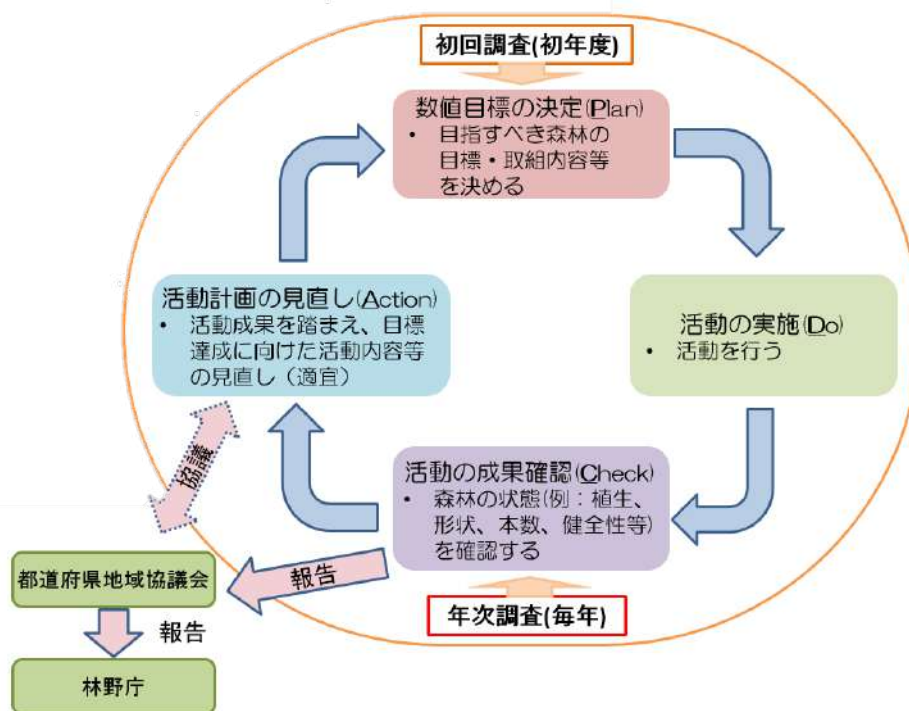 初回調査(初年度)
数値目標の決定(Plan)
・ 目指すべき森林の
目標・取組内容等
を決める
活動の実施(Do)
・ 活動を行う
活動の成果確認(Check)
・ 森林の状態(例：植生、
形状、本数、健全性等)
を確認する
年次調査(毎年)
活動計画の見直し(Action)
・ 活動成果を踏まえ、目標
達成に向けた活動内容等
の見直し（適宜）
協議
報告
都道府県地域協議会
報告
林野庁